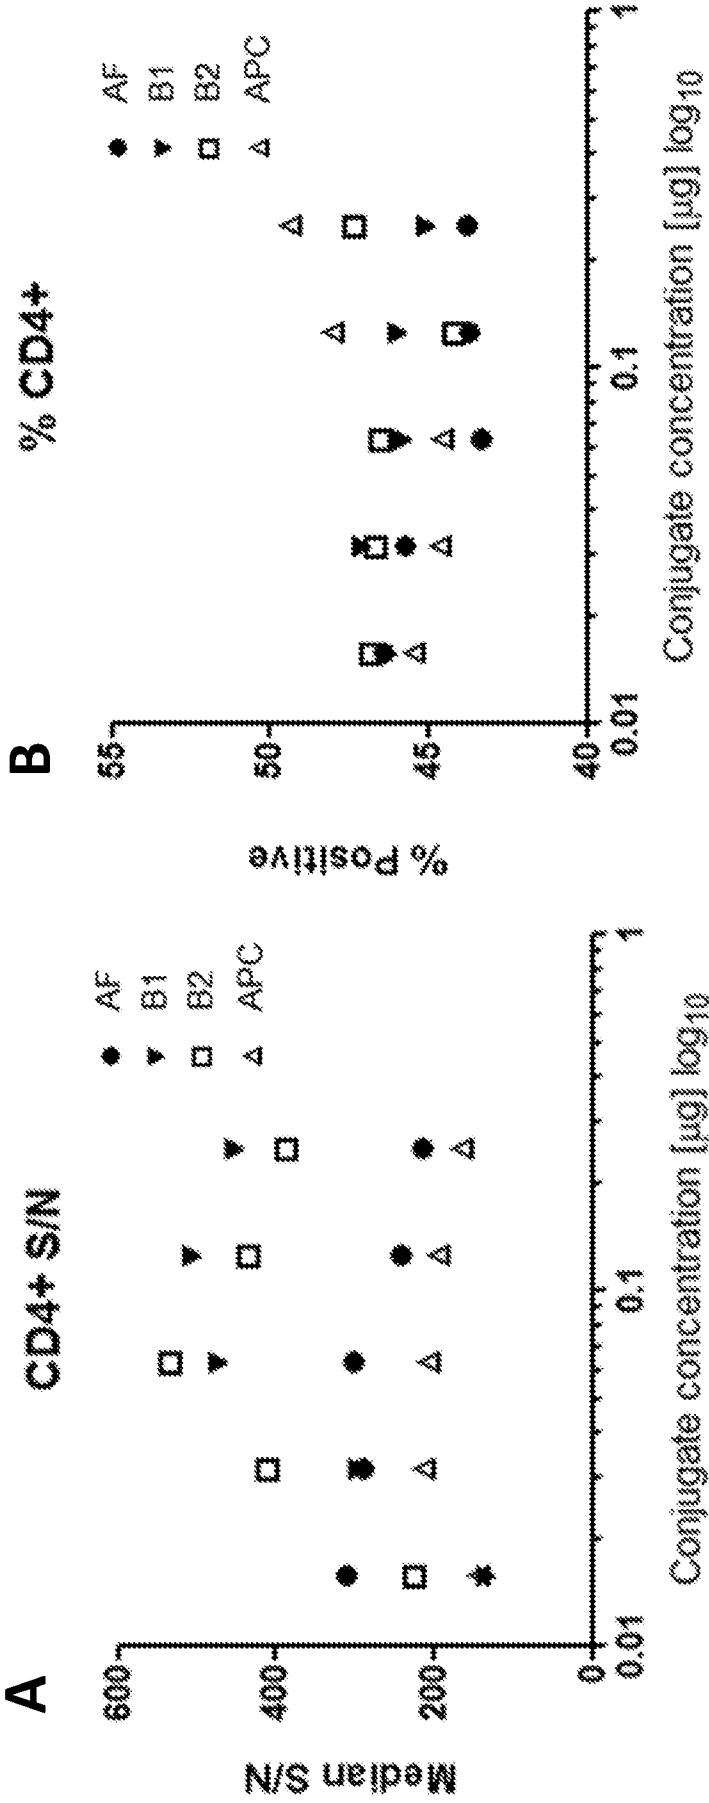 A
CD4+ S/N
AF
B1
B2
APC
Median S/N
600
400
200
0
0.01
0.1
1
Conjugate concentration [µg] log10
B
% CD4+
AF
B1
B2
APC
% Positive
55
50
45
40
0.01
0.1
1
Conjugate concentration [µg] log10